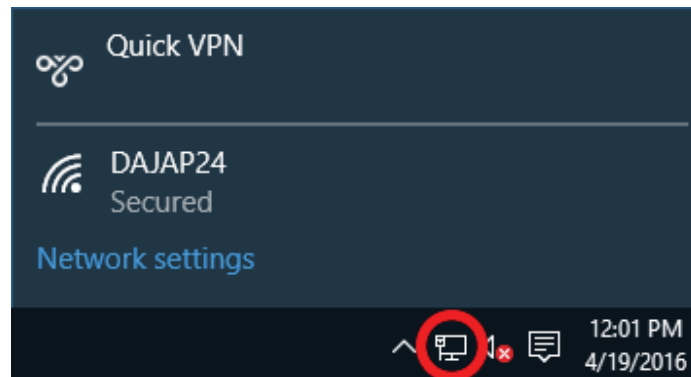 Quick VPN
DAJAP24
Secured
Network settings
12:01 PM
4/19/2016